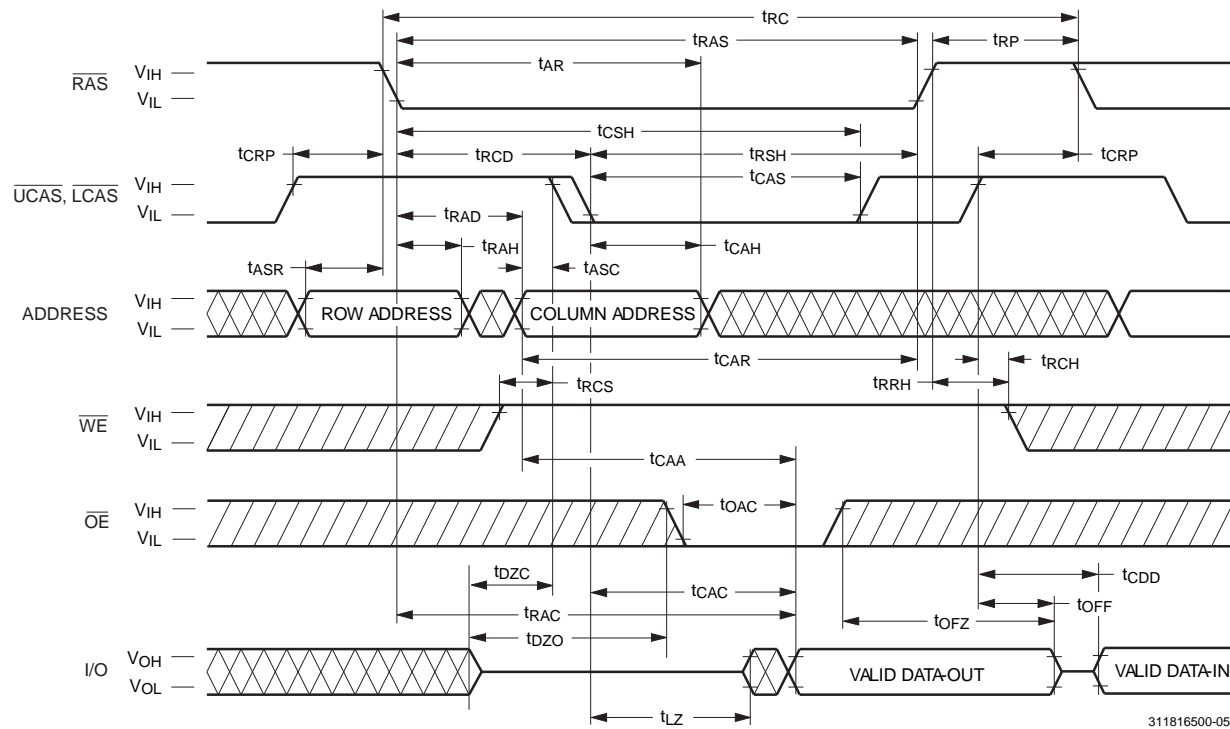 tRC
tRAS
tRP
tAR
RAS
VIH
VIL
tCSH
tCRP
tRCD
tRSH
tCRP
tCAS
UCAS, LCAS
VIH
VIL
tRAD
tRAH
tCAH
tASR
tASC
ADDRESS
VIH
VIL
ROW ADDRESS
COLUMN ADDRESS
tCAR
tRCH
tRCS
tRRH
WE
VIH
VIL
tCAA
tOAC
OE
VIH
VIL
tDZC
tCAC
tCDD
tRAC
tOFF
tDZO
tOFZ
I/O
VOH
VOL
VALID DATA-OUT
VALID DATA-IN
tLZ
311816500-05